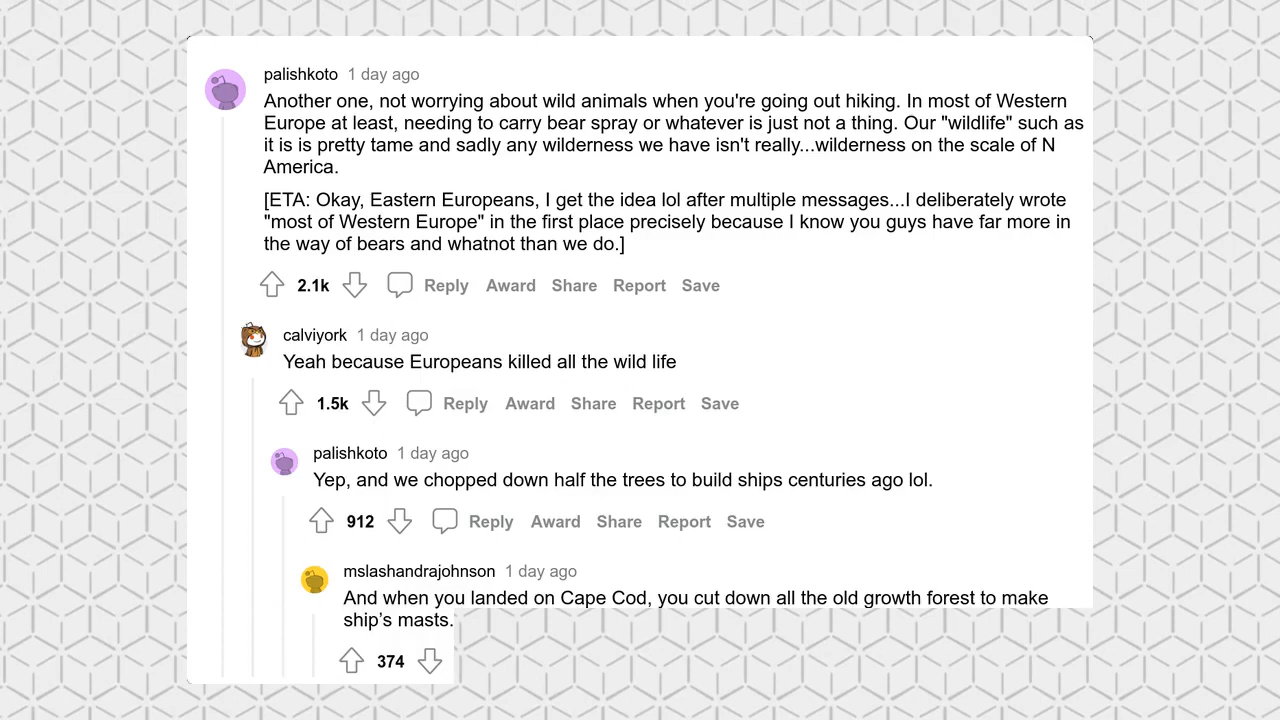 palishkoto 1 day ago
Another one, not worrying about wild animals when you're going out hiking. In most of Western
Europe at least, needing to carry bear spray or whatever is just not a thing. Our "wildlife" such as
it is is pretty tame and sadly any wilderness we have isn't really...wilderness on the scale of N
America.
[ETA: Okay, Eastern Europeans, I get the idea lol after multiple messages...I deliberately wrote
"most of Western Europe" in the first place precisely because I know you guys have far more in
the way of bears and whatnot than we do.]
2.1k Reply Award Share Report Save
calviyork 1 day ago
Yeah because Europeans killed all the wild life
1.5k Reply Award Share Report Save
palishkoto 1 day ago
Yep, and we chopped down half the trees to build ships centuries ago lol.
912 Reply Award Share Report Save
mslashandrajohnson 1 day ago
And when you landed on Cape Cod, you cut down all the old growth forest to make
ship’s masts.
374